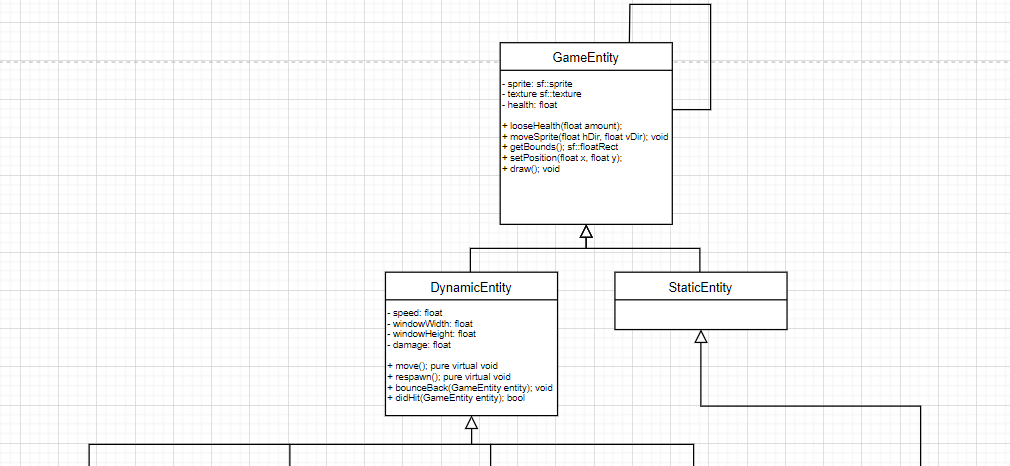 GameEntity
- sprite: sf::sprite
- texture sf::texture
- health: float
+ looseHealth(float amount);
+ moveSprite(float hDir, float vDir); void
+ getBounds(); sf::floatRect
+ setPosition(float x, float y);
+ draw(); void
DynamicEntity
- speed: float
- windowWidth: float
- windowHeight: float
- damage: float
+ move(); pure virtual void
+ respawn(); pure virtual void
+ bounceBack(GameEntity entity); void
+ didHit(GameEntity entity); bool
StaticEntity